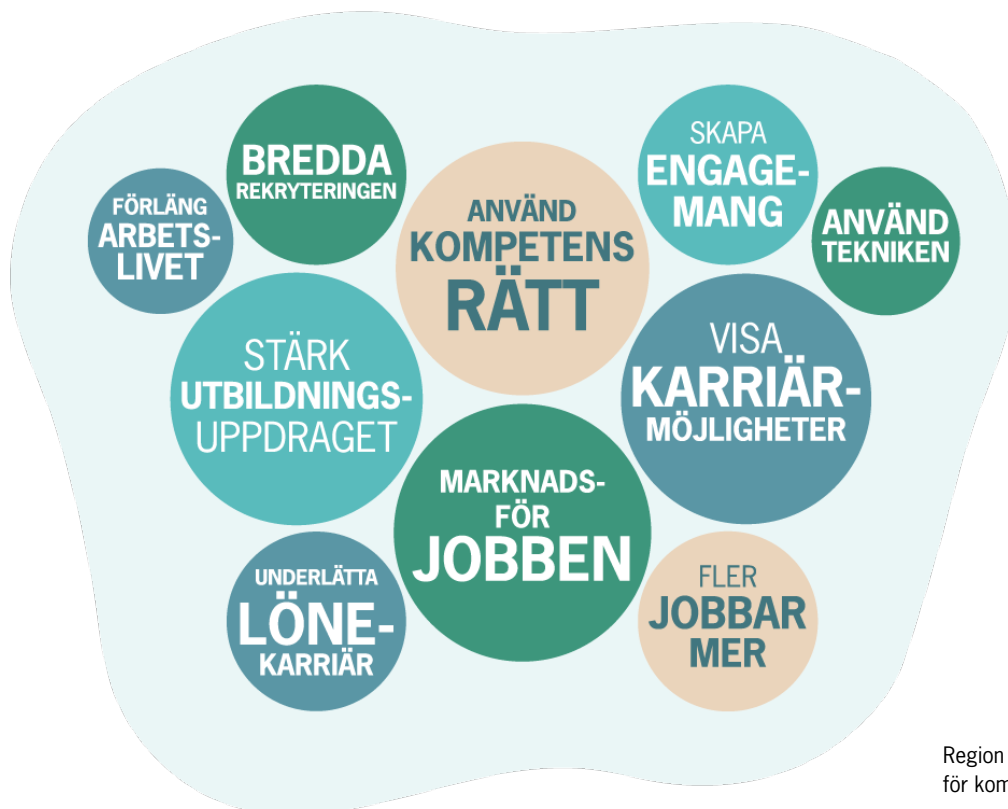 BREDDA
REKRYTERINGEN
SKAPA
ENGAGE-
MANG
FÖRLÄNG
ARBETS-
LIVET
ANVÄND
KOMPETENS
RÄTT
ANVÄND
TEKNIKEN
STÄRK
UTBILDNINGS-
UPPDRAGET
VISA
KARRIÄR-
MÖJLIGHETER
MARKNADS-
FÖR
JOBBEN
UNDERLÄTTA
LÖNE-
KARRIÄR
FLER
JOBBAR
MER
Region
för kom